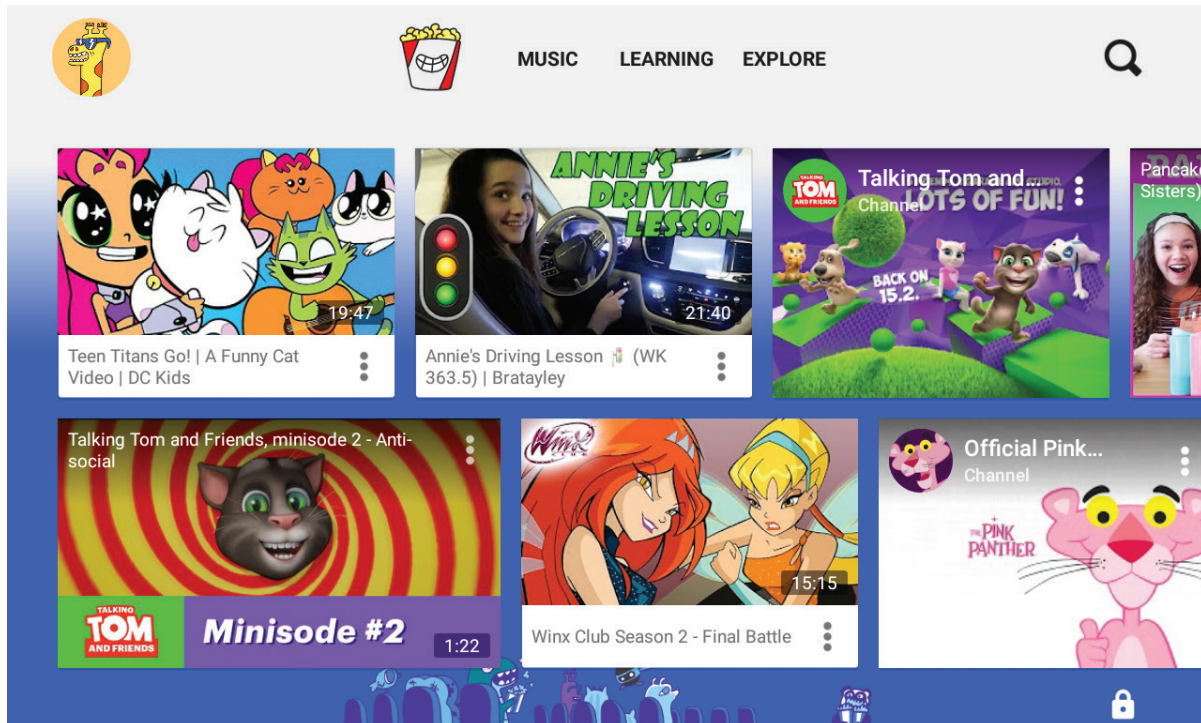 MUSIC LEARNING EXPLORE
19:47
Teen Titans Go! | A Funny Cat
Video | DC Kids
ANNIE'S
DRIVING
LESSON
21:40
Annie's Driving Lesson 🚦 (WK
363.5) | Bratayley
TALKING
TOM
AND FRIENDS
Talking Tom and...
Channel
OTS OF FUN!
BACK ON
15.2.
Pancak
Sisters)
Talking Tom and Friends, minisode 2 - Anti-
social
TALKING
TOM
AND FRIENDS
Minisode #2
1:22
Winx
15:15
Winx Club Season 2 - Final Battle
Official Pink...
Channel
THE PINK
PANTHER